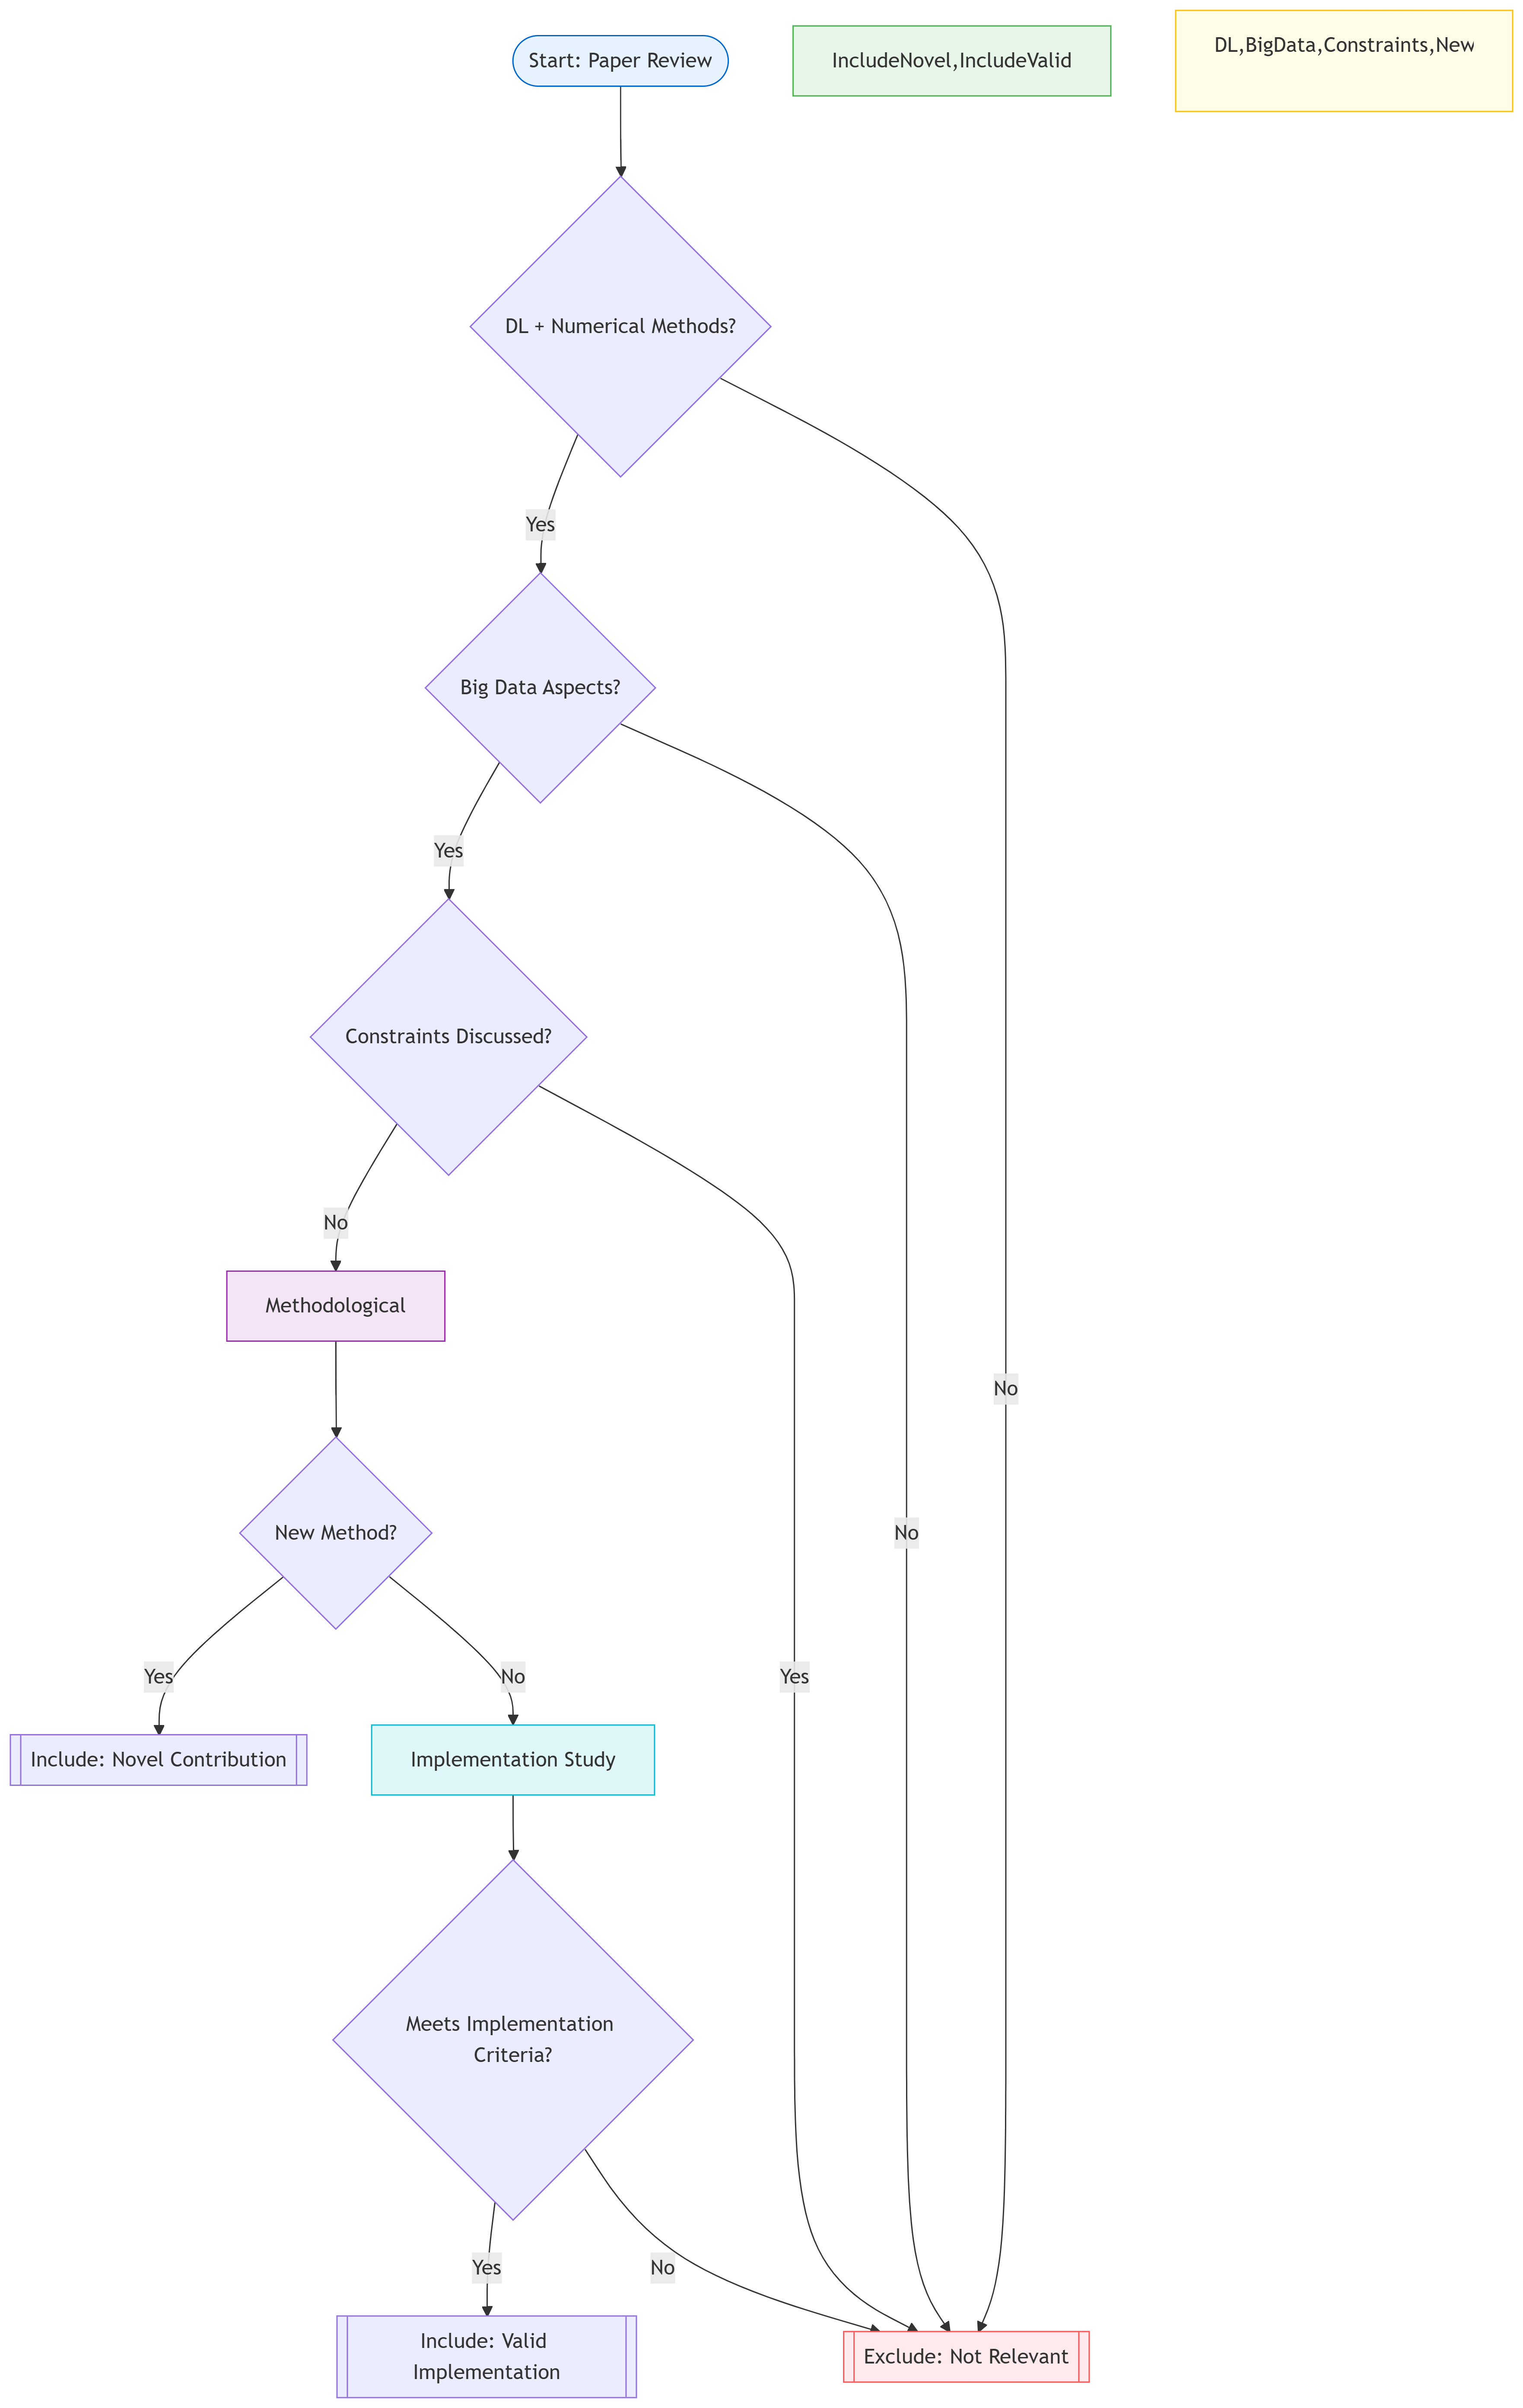 Start: Paper Review
IncludeNovel,IncludeValid
DL,BigData,Constraints,New
DL + Numerical Methods?
Yes
Big Data Aspects?
Yes
Constraints Discussed?
No
Methodological
No
New Method?
No
Yes
No
Yes
Include: Novel Contribution
Implementation Study
Meets Implementation
Criteria?
Yes
No
Include: Valid
Implementation
Exclude: Not Relevant